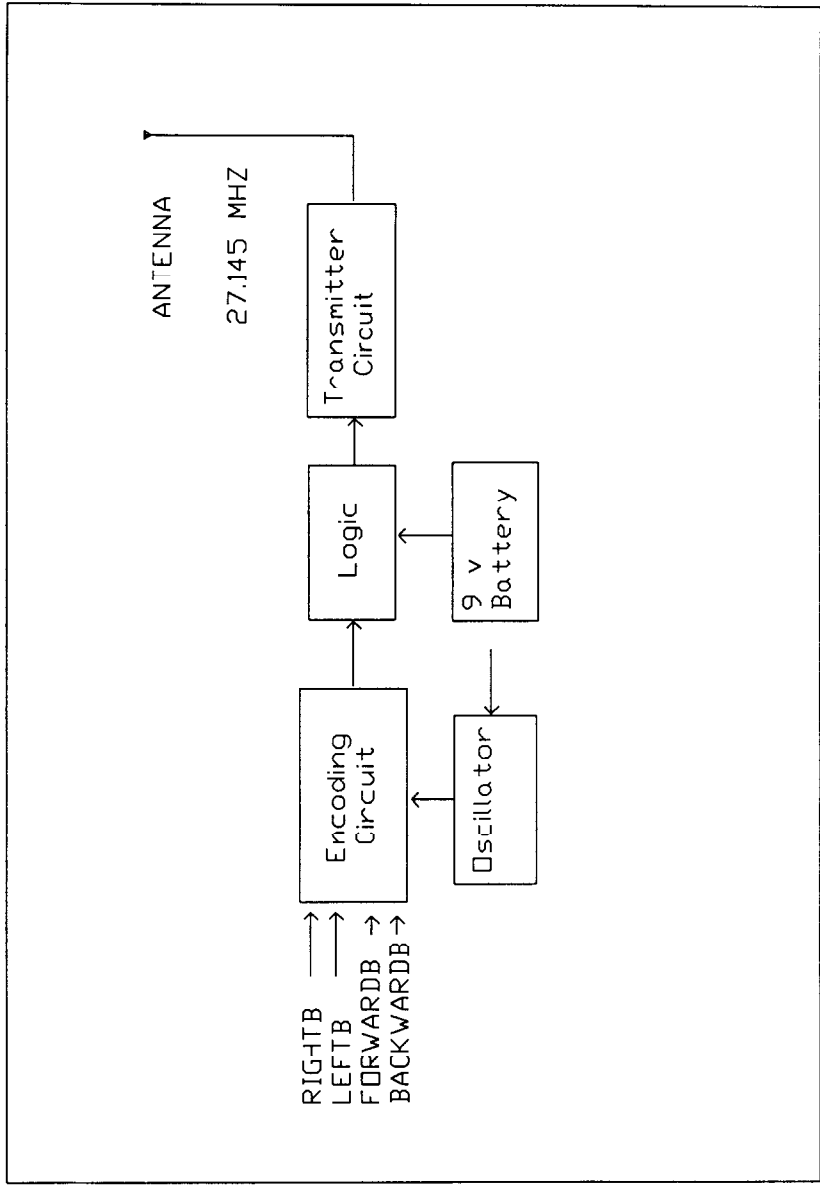 ANTENNA
27.145 MHZ
RIGHTB
LEFTB
FORWARDB
BACKWARDB
Encoding
Circuit
Logic
Transmitter
Circuit
Oscillator
9 v
Battery